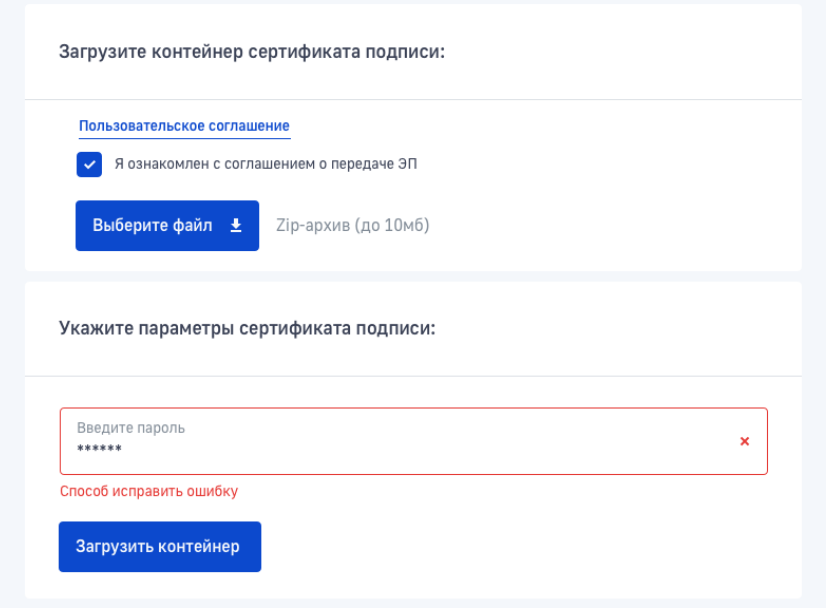 Загрузите контейнер сертификата подписи:
Пользовательское соглашение
Я ознакомлен с соглашением о передаче ЭП
Выберите файл
Zip-архив (до 10мб)
Укажите параметры сертификата подписи:
Введите пароль
******
Способ исправить ошибку
Загрузить контейнер